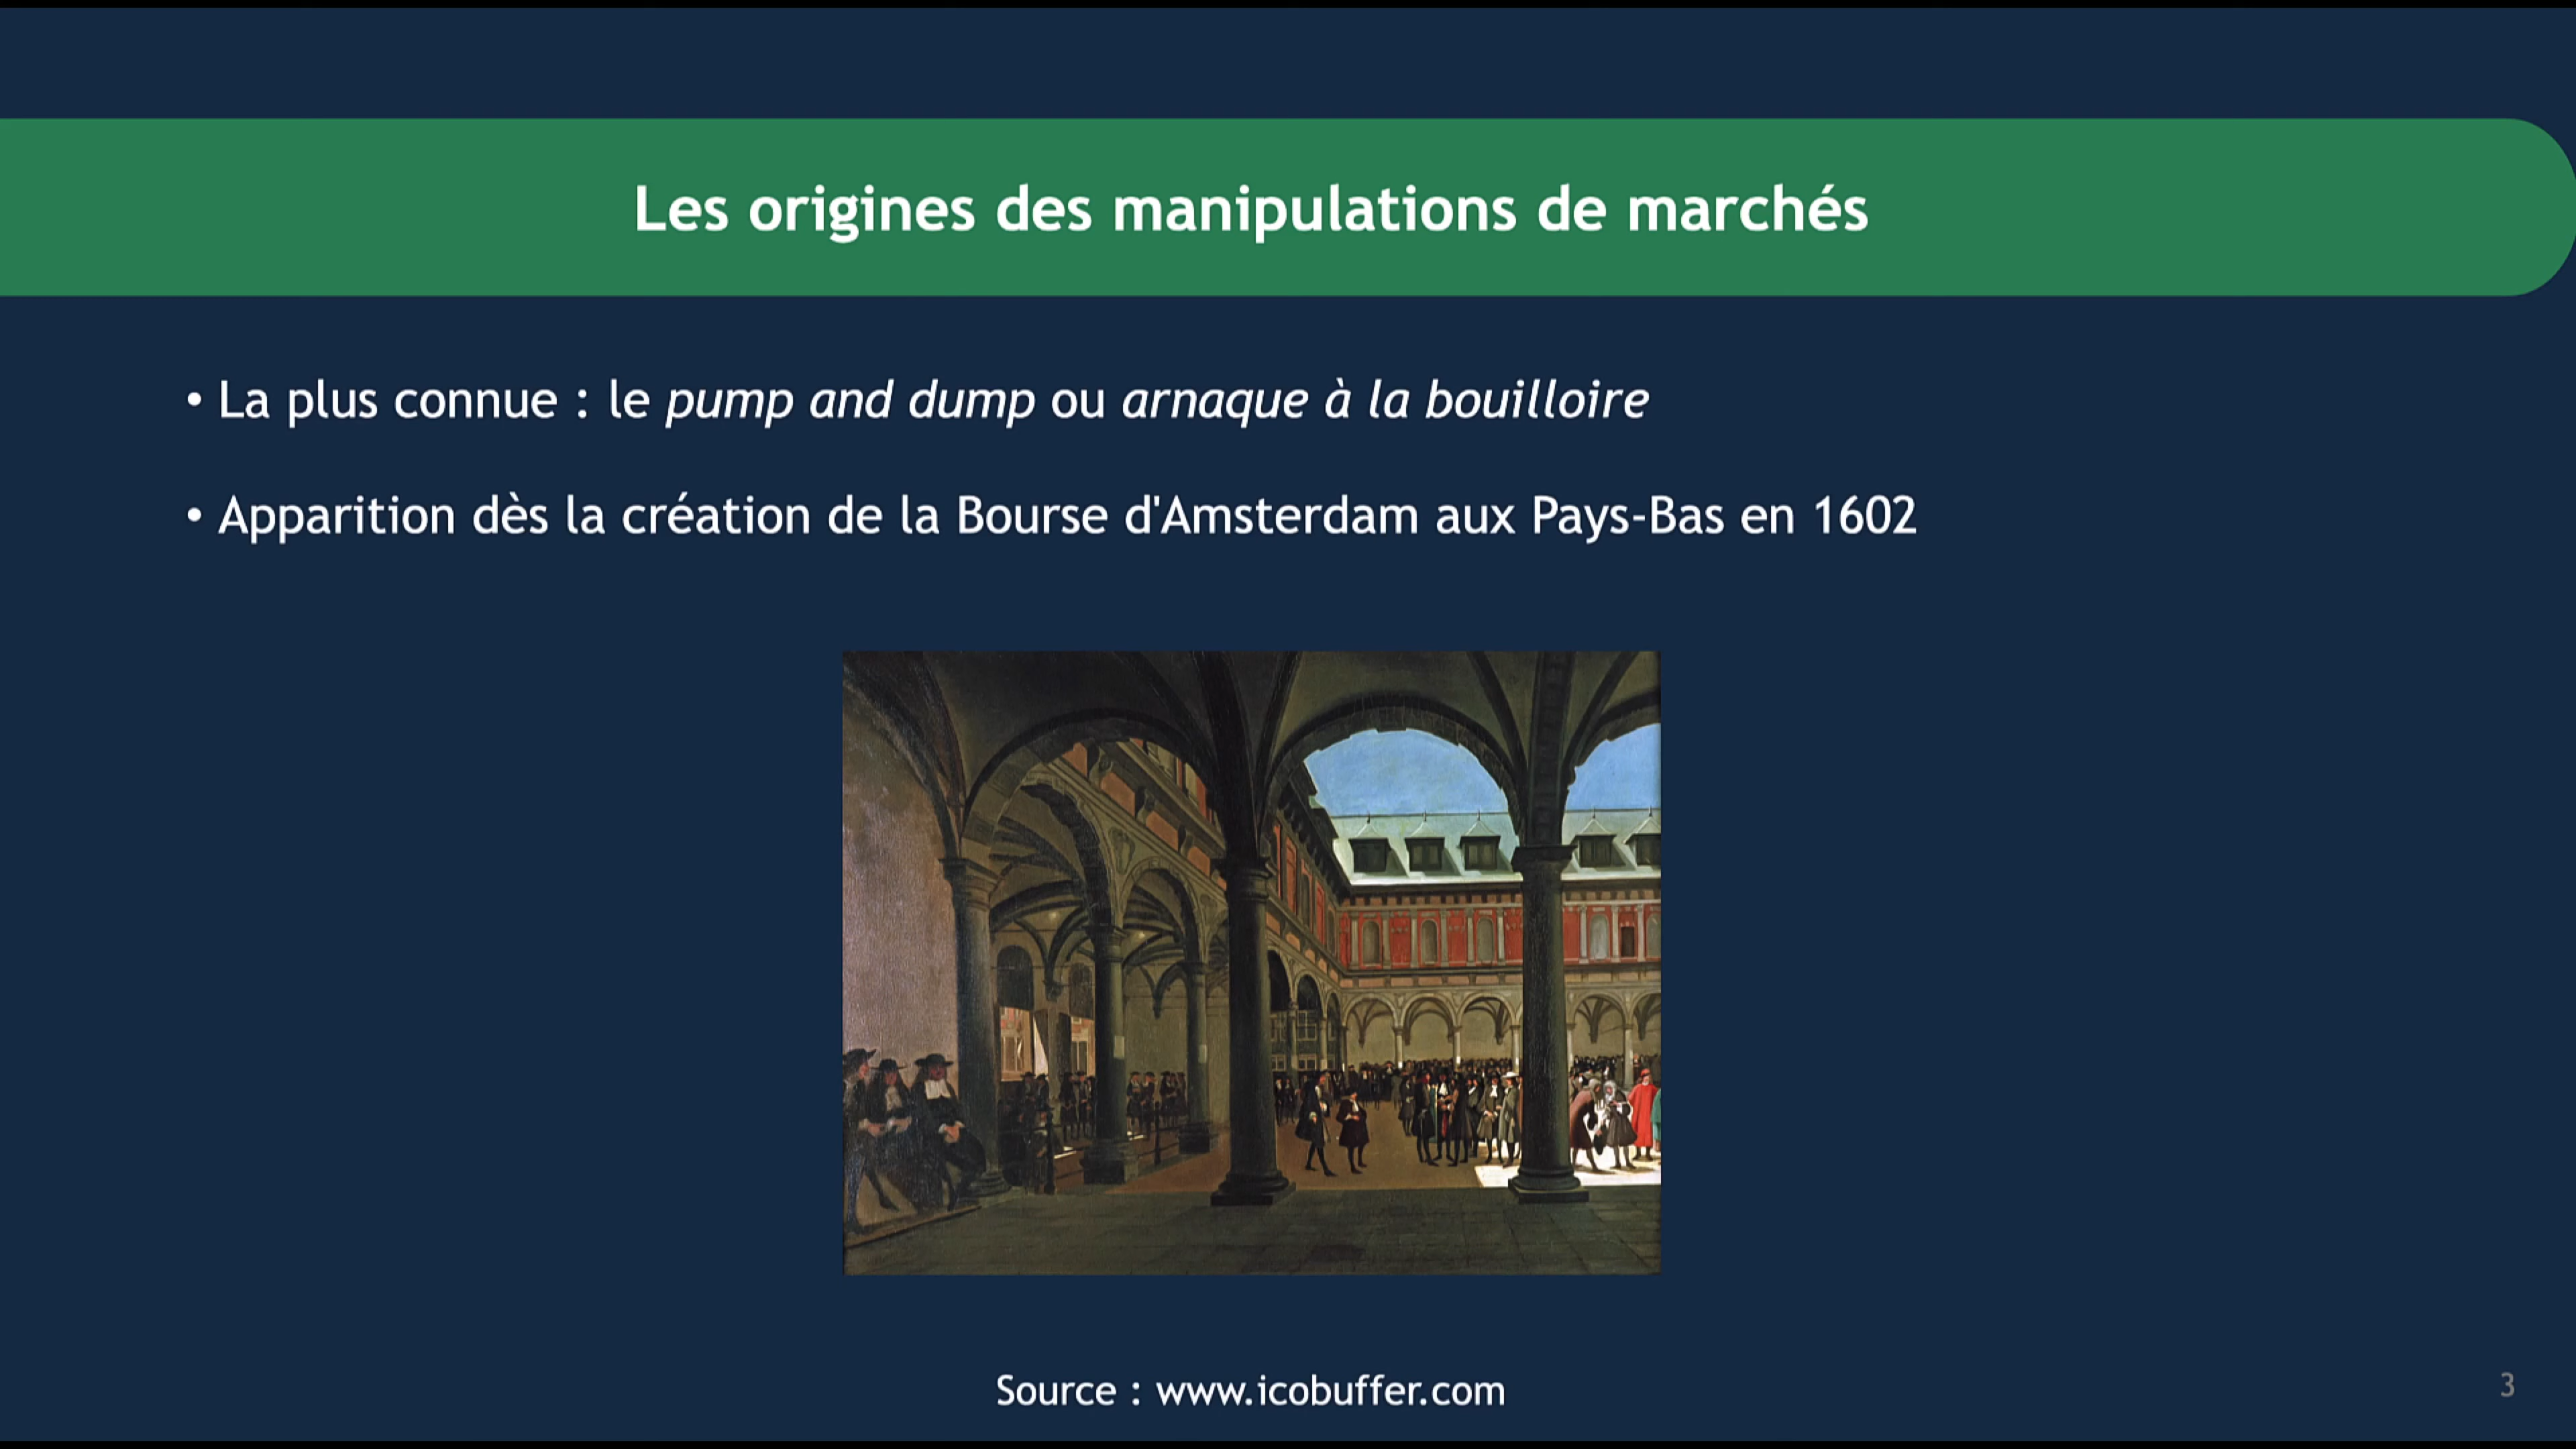 Les origines des manipulations de marchés
• La plus connue : le pump and dump ou arnaque à la bouilloire
• Apparition dès la création de la Bourse d'Amsterdam aux Pays-Bas en 1602
Source : www.icobuffer.com
3